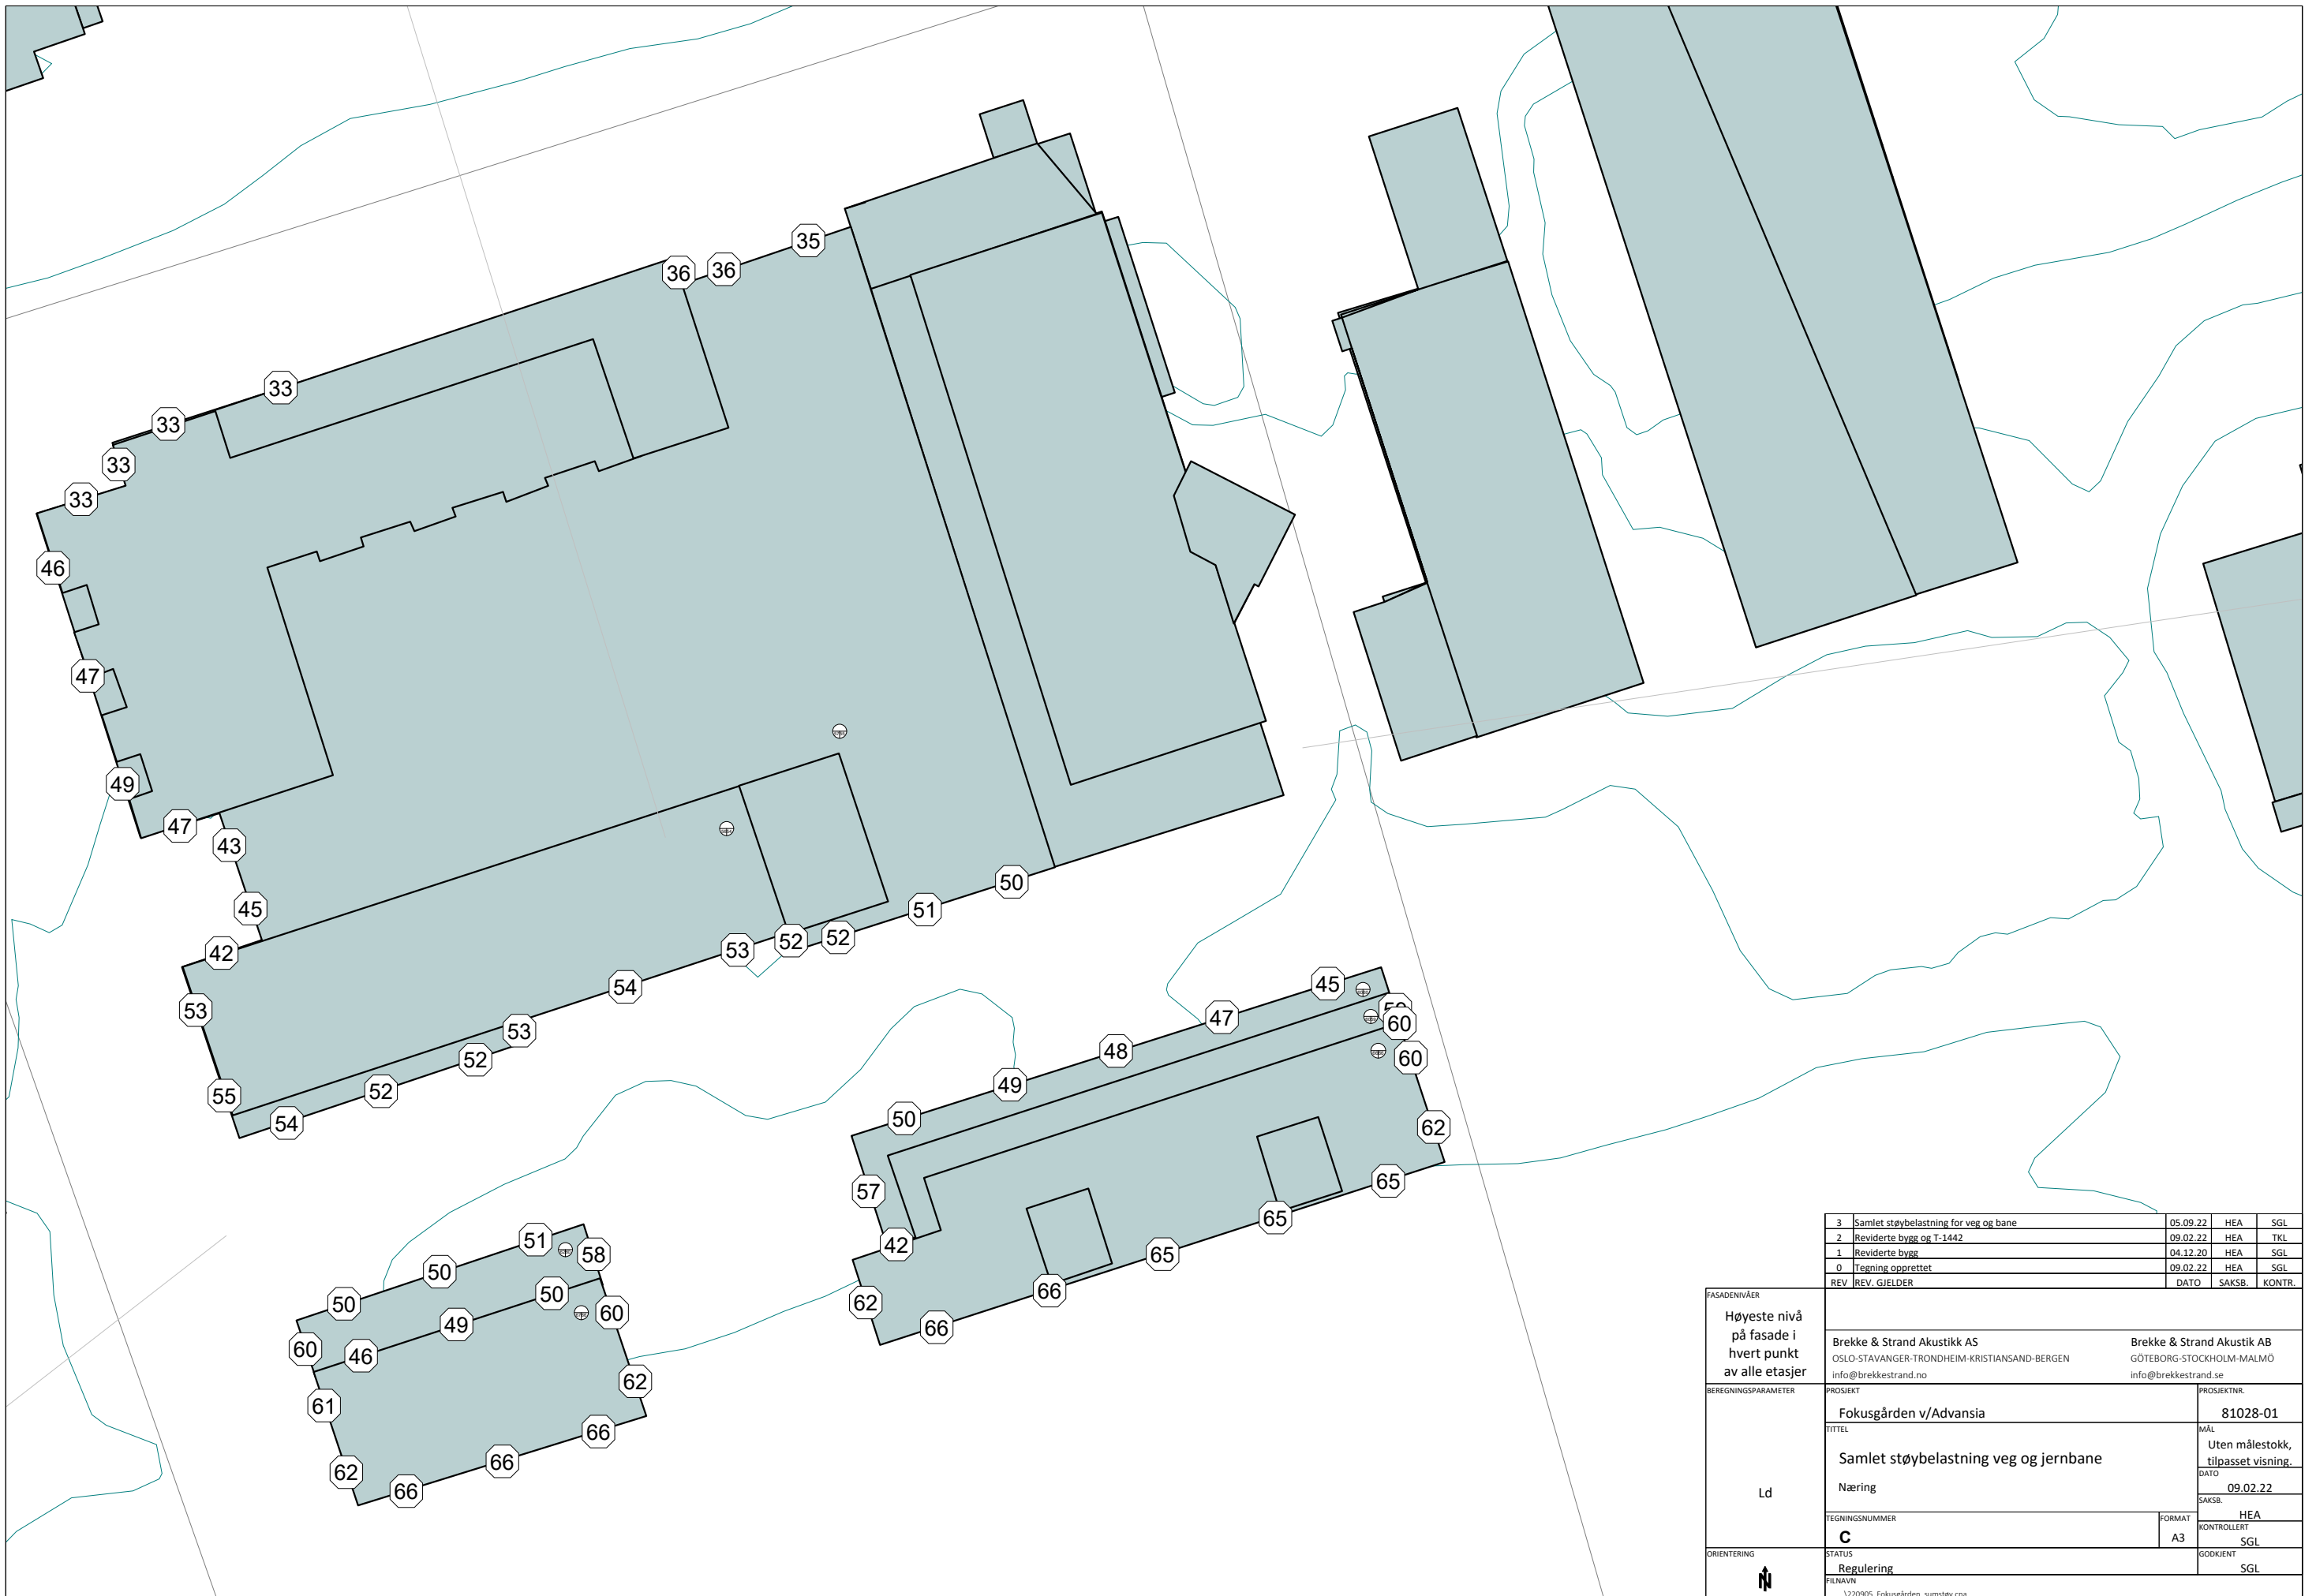 35
36
36
33
33
33
33
46
47
49
47
43
45
42
50
51
52
52
53
54
53
53
52
52
55
54
45
47
48
49
50
60
60
62
57
42
65
65
65
66
66
62
51
58
50
50
50
60
49
46
60
61
62
62
66
66
66
3 Samlet støybelastning for veg og bane 05.09.22 HEA SGL
2 Reviderte bygg og T-1442 09.02.22 HEA TKL
1 Reviderte bygg 04.12.20 HEA SGL
0 Tegning opprettet 09.02.22 HEA SGL
REV REV. GJELDER DATO SAKSB. KONTR.
FASADENIVÅER
Høyeste nivå
på fasade i
hvert punkt
av alle etasjer
Brekke & Strand Akustikk AS Brekke & Strand Akustik AB
OSLO-STAVANGER-TRONDHEIM-KRISTIANSAND-BERGEN GÖTEBORG-STOCKHOLM-MALMÖ
info@brekkestrand.no info@brekkestrand.se
BEREGNINGSPARAMETER
Ld
PROSJEKT PROSJEKTNR.
Fokusgården v/Advansia 81028-01
TITTEL
Samlet støybelastning veg og jernbane
Næring
MÅL
Uten målestokk,
tilpasset visning.
DATO
09.02.22
SAKSB.
HEA
TEGNINGSNUMMER FORMAT
C A3
KONTROLLERT
SGL
ORIENTERING
N
STATUS GODKJENT
Regulering SGL
FILNAVN
\220905_Fokusgården_sumstøy.cna